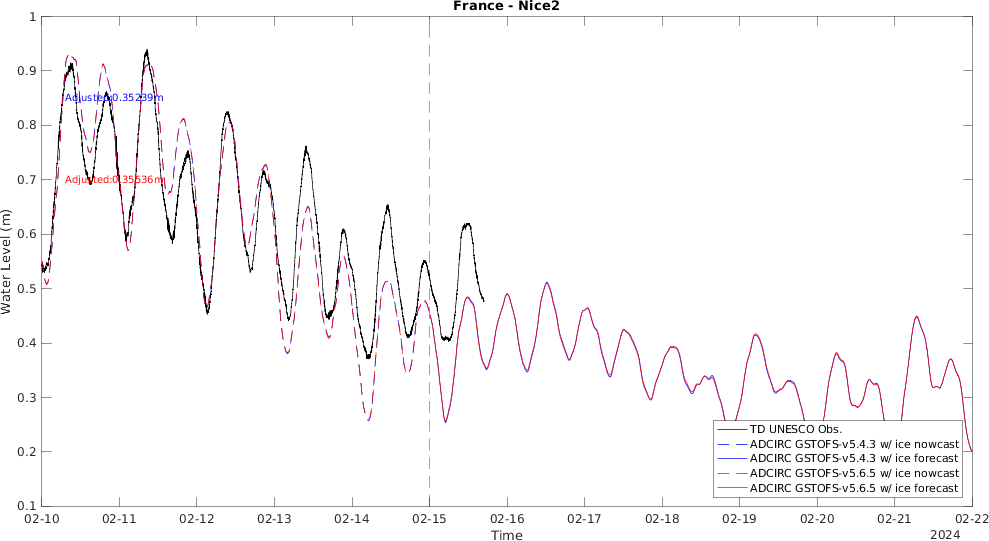 France - Nice2
Water Level (m)
1
0.9
0.8
0.7
0.6
0.5
0.4
0.3
0.2
0.1
Adjusted:0.35239m
Adjusted:0.35536m
TD UNESCO Obs.
ADCIRC GSTOFS-v5.4.3 w/ ice nowcast
ADCIRC GSTOFS-v5.4.3 w/ ice forecast
ADCIRC GSTOFS-v5.6.5 w/ ice nowcast
ADCIRC GSTOFS-v5.6.5 w/ ice forecast
02-10 02-11 02-12 02-13 02-14 02-15 02-16 02-17 02-18 02-19 02-20 02-21 02-22
Time
2024